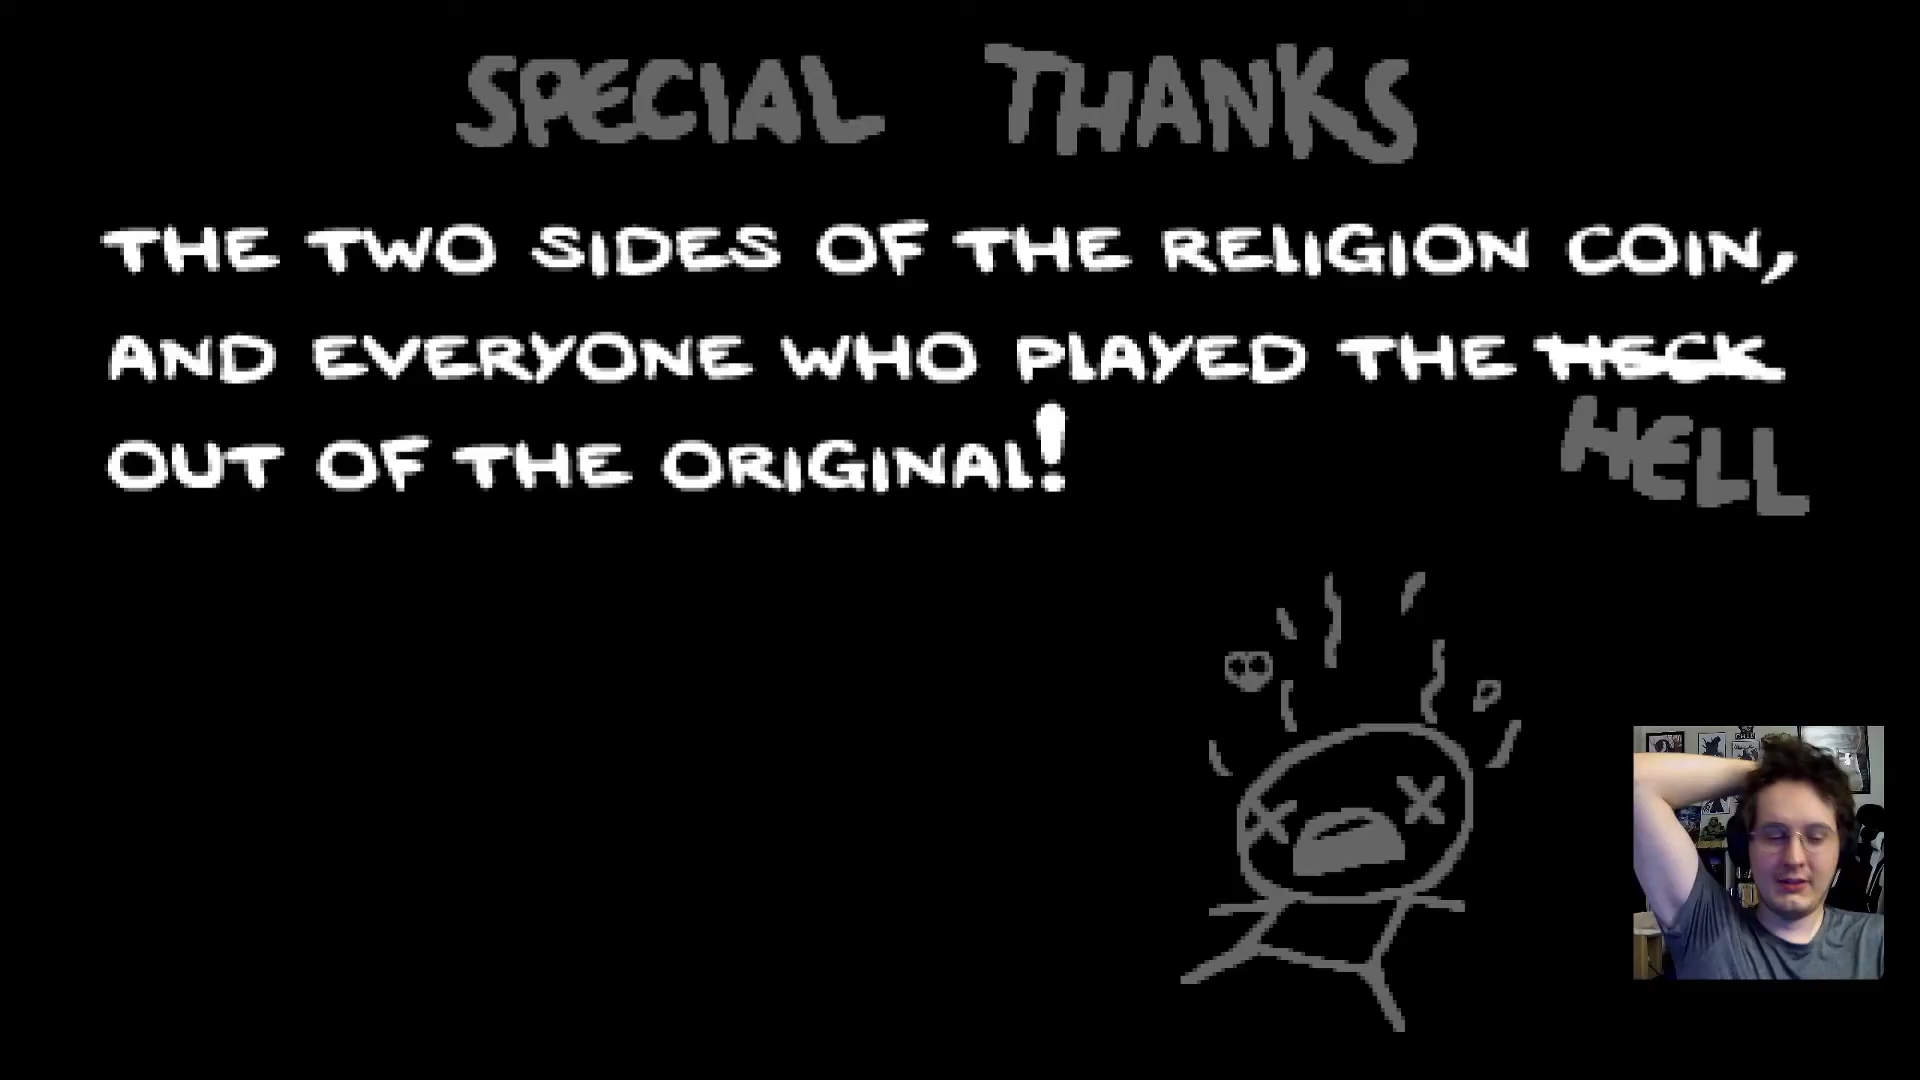 SPECIAL THANKS
THE TWO SIDES OF THE RELIGION COIN,
AND EVERYONE WHO PLAYED THE HECK
HELL
OUT OF THE ORIGINAL!